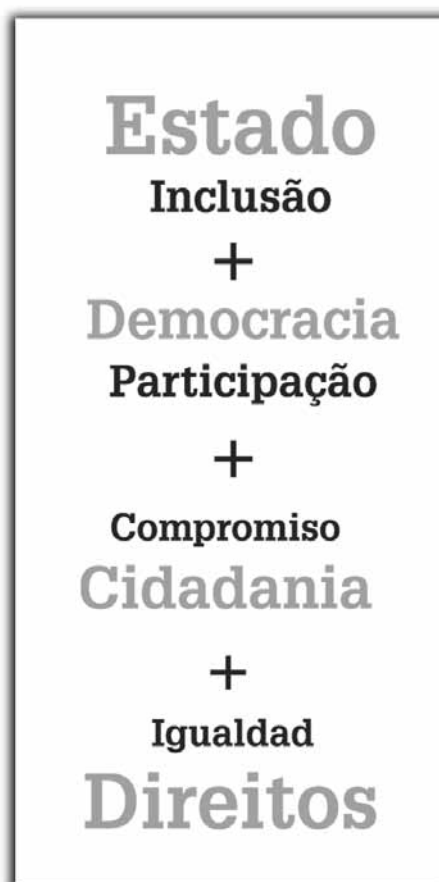 Estado
Inclusão
+
Democracia
Participação
+
Compromiso
Cidadania
+
Igualdad
Direitos